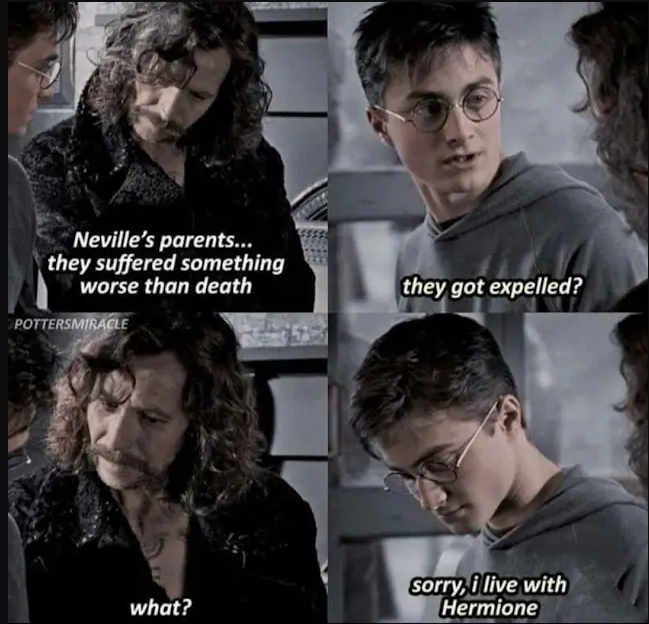 Neville's parents...
they suffered something
worse than death
they got expelled?
POTTERSMIRACLE
what?
sorry, i live with
Hermione